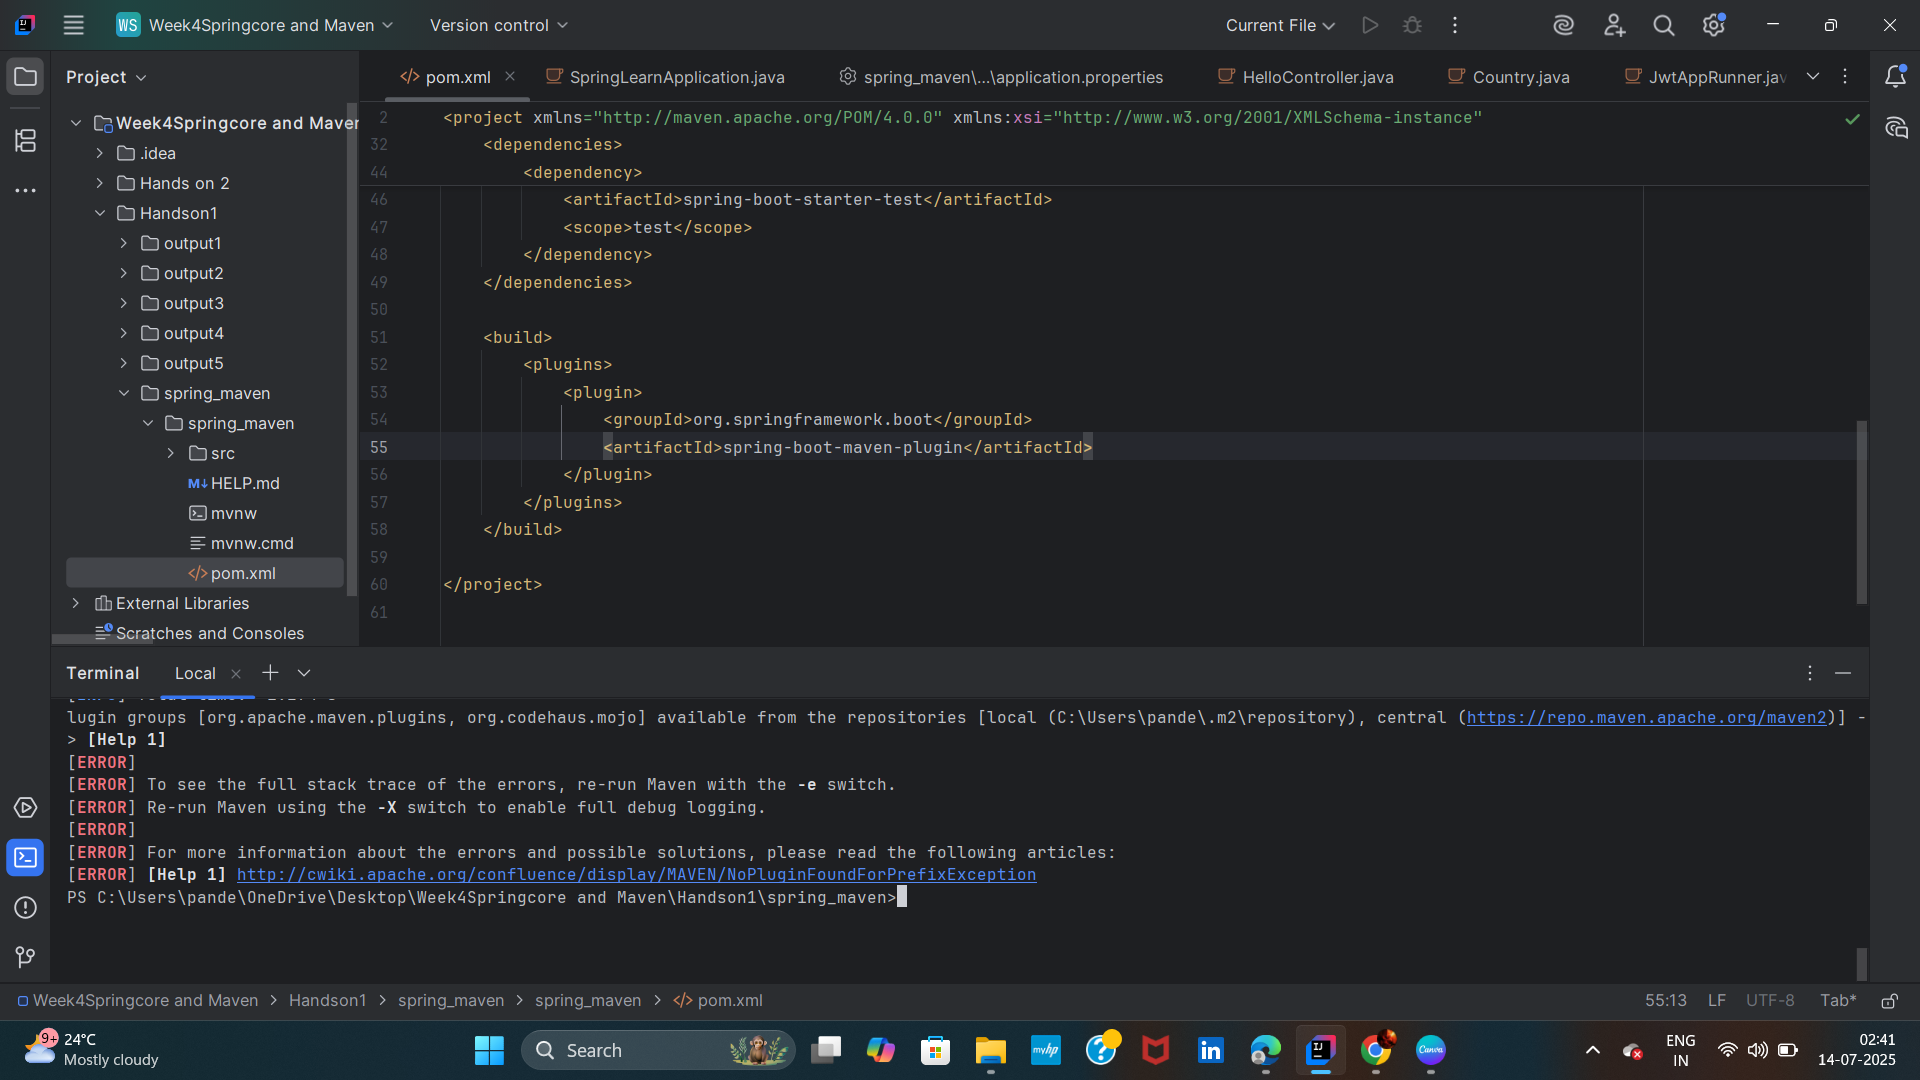 WS Week4Springcore and Maven
Version control
Current File
Project
pom.xml
SpringLearnApplication.java
spring_maven\...\application.properties
HelloController.java
Country.java
JwtAppRunner.jav
Week4Springcore and Maven
.idea
Hands on 2
Handson1
output1
output2
output3
output4
output5
spring_maven
spring_maven
src
M↓ HELP.md
mvnw
mvnw.cmd
</> pom.xml
External Libraries
Scratches and Consoles
2 <project xmlns="http://maven.apache.org/POM/4.0.0" xmlns:xsi="http://www.w3.org/2001/XMLSchema-instance"
32 <dependencies>
44 <dependency>
46 <artifactId>spring-boot-starter-test</artifactId>
47 <scope>test</scope>
48 </dependency>
49 </dependencies>
50
51 <build>
52 <plugins>
53 <plugin>
54 <groupId>org.springframework.boot</groupId>
55 <artifactId>spring-boot-maven-plugin</artifactId>
56 </plugin>
57 </plugins>
58 </build>
59
60 </project>
61
Terminal
Local
lugin groups [org.apache.maven.plugins, org.codehaus.mojo] available from the repositories [local (C:\Users\pande\.m2\repository), central (https://repo.maven.apache.org/maven2)] -
> [Help 1]
[ERROR]
[ERROR] To see the full stack trace of the errors, re-run Maven with the -e switch.
[ERROR] Re-run Maven using the -X switch to enable full debug logging.
[ERROR]
[ERROR] For more information about the errors and possible solutions, please read the following articles:
[ERROR] [Help 1] http://cwiki.apache.org/confluence/display/MAVEN/NoPluginFoundForPrefixException
PS C:\Users\pande\OneDrive\Desktop\Week4Springcore and Maven\Handson1\spring_maven>
Week4Springcore and Maven > Handson1 > spring_maven > spring_maven > </> pom.xml
55:13 LF UTF-8 Tab*
9+
24°C
Mostly cloudy
Search
myhp
in
Canva
ENG
IN
02:41
14-07-2025